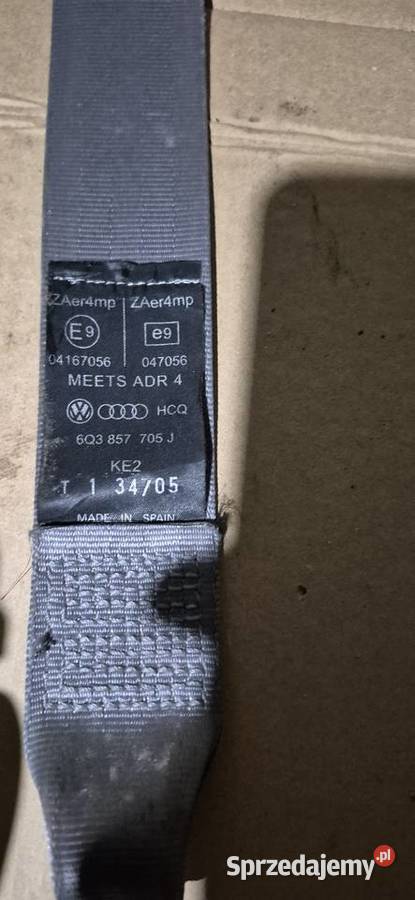 ZAer4mp ZAer4mp
E9 e9
04167056 047056
MEETS ADR 4
VW HCQ
6Q3 857 705 J
KE2
T 1 34/05
MADE IN SPAIN
Sprzedajemy.pl